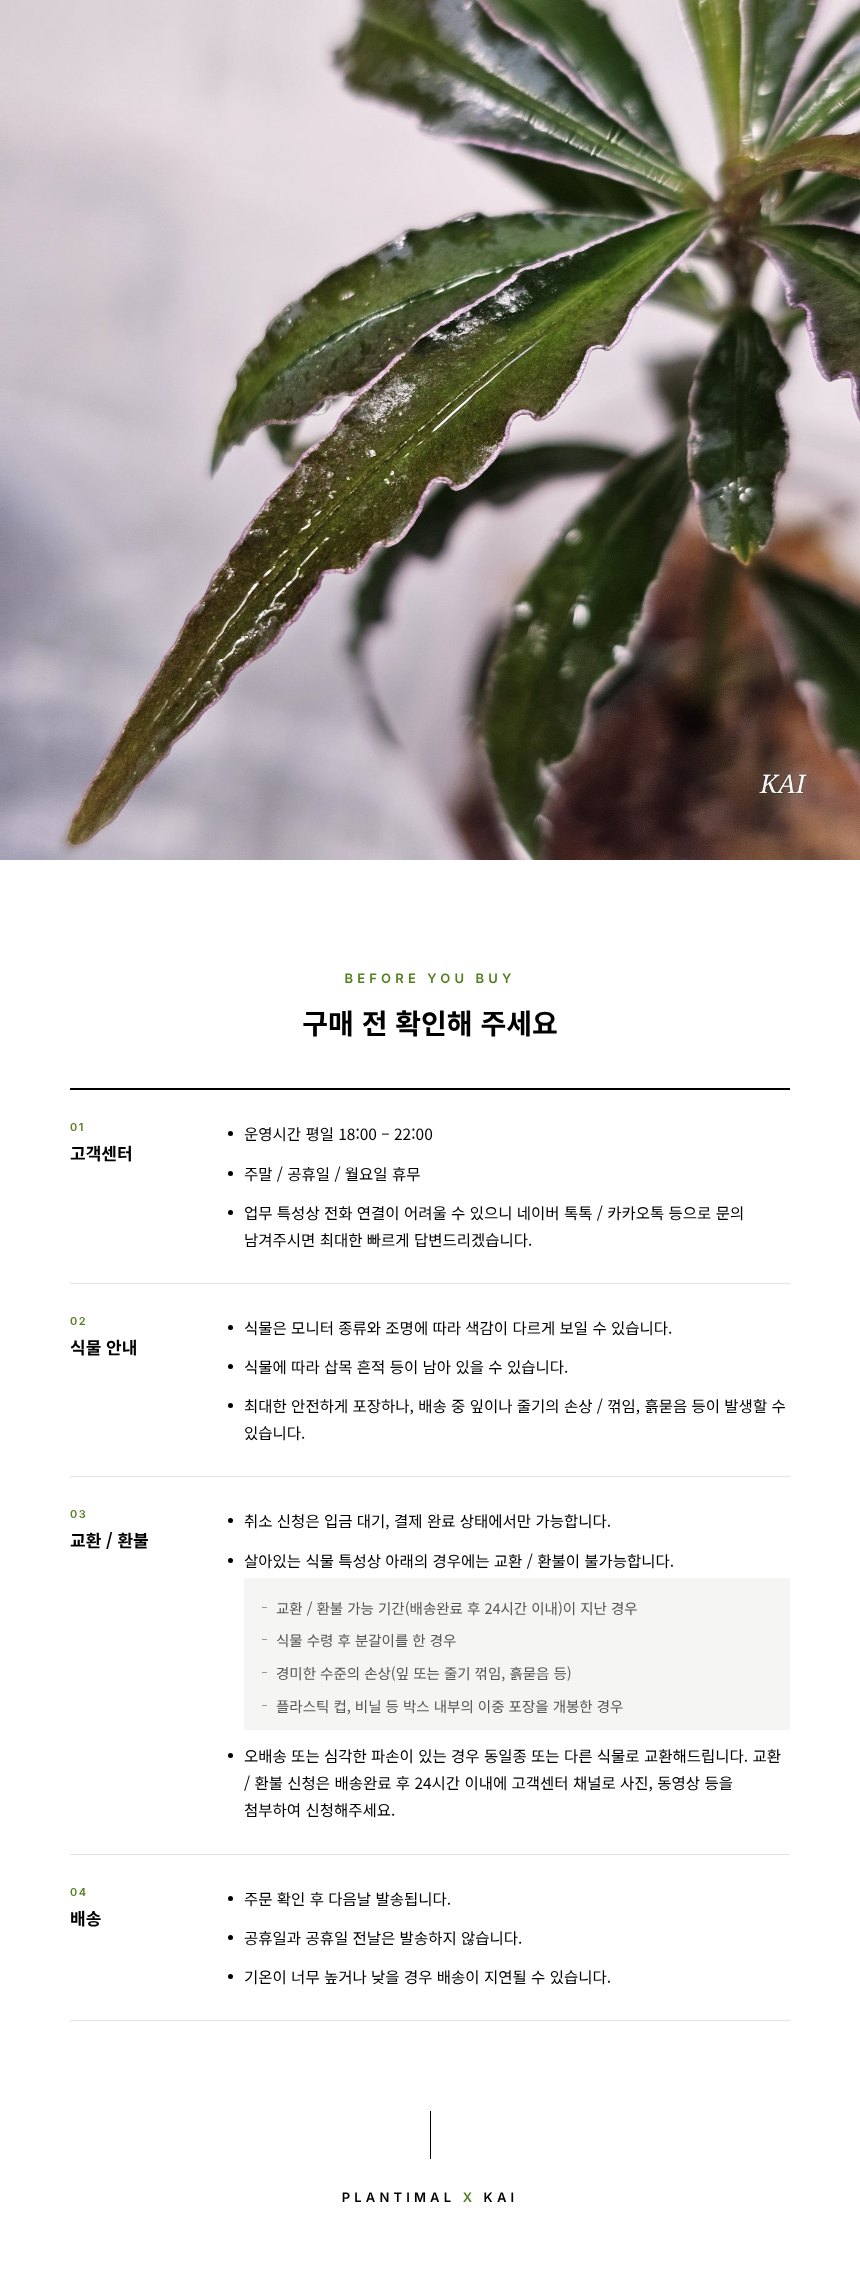 KAI
BEFORE YOU BUY
구매 전 확인해 주세요
01
고객센터
• 운영시간 평일 18:00 – 22:00
• 주말 / 공휴일 / 월요일 휴무
• 업무 특성상 전화 연결이 어려울 수 있으니 네이버 톡톡 / 카카오톡 등으로 문의
남겨주시면 최대한 빠르게 답변드리겠습니다.
02
식물 안내
• 식물은 모니터 종류와 조명에 따라 색감이 다르게 보일 수 있습니다.
• 식물에 따라 삽목 흔적 등이 남아 있을 수 있습니다.
• 최대한 안전하게 포장하나, 배송 중 잎이나 줄기의 손상 / 꺾임, 흙묻음 등이 발생할 수
있습니다.
03
교환 / 환불
• 취소 신청은 입금 대기, 결제 완료 상태에서만 가능합니다.
• 살아있는 식물 특성상 아래의 경우에는 교환 / 환불이 불가능합니다.
– 교환 / 환불 가능 기간(배송완료 후 24시간 이내)이 지난 경우
– 식물 수령 후 분갈이를 한 경우
– 경미한 수준의 손상(잎 또는 줄기 꺾임, 흙묻음 등)
– 플라스틱 컵, 비닐 등 박스 내부의 이중 포장을 개봉한 경우
• 오배송 또는 심각한 파손이 있는 경우 동일종 또는 다른 식물로 교환해드립니다. 교환
/ 환불 신청은 배송완료 후 24시간 이내에 고객센터 채널로 사진, 동영상 등을
첨부하여 신청해주세요.
04
배송
• 주문 확인 후 다음날 발송됩니다.
• 공휴일과 공휴일 전날은 발송하지 않습니다.
• 기온이 너무 높거나 낮을 경우 배송이 지연될 수 있습니다.
PLANTIMAL X KAI